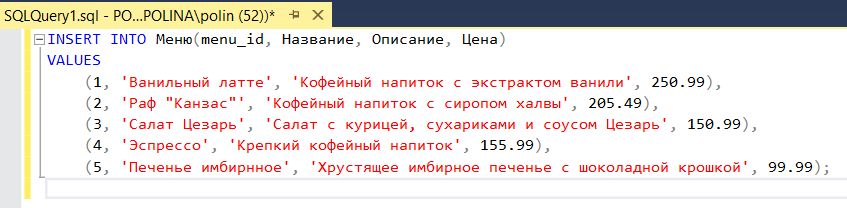 SQLQuery1.sql - PO...POLINA\polin (52))*
INSERT INTO Меню(menu_id, Название, Описание, Цена)
VALUES
(1, 'Ванильный латте', 'Кофейный напиток с экстрактом ванили', 250.99),
(2, 'Раф "Канзас"', 'Кофейный напиток с сиропом халвы', 205.49),
(3, 'Салат Цезарь', 'Салат с курицей, сухариками и соусом Цезарь', 150.99),
(4, 'Эспрессо', 'Крепкий кофейный напиток', 155.99),
(5, 'Печенье имбирнное', 'Хрустящее имбирное печенье с шоколадной крошкой', 99.99);